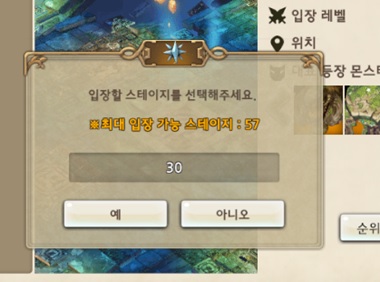 입장 레벨
위치
등장 몬스
입장할 스테이지를 선택해주세요.
※최대 입장 가능 스테이지 : 57
30
예
아니오
순위